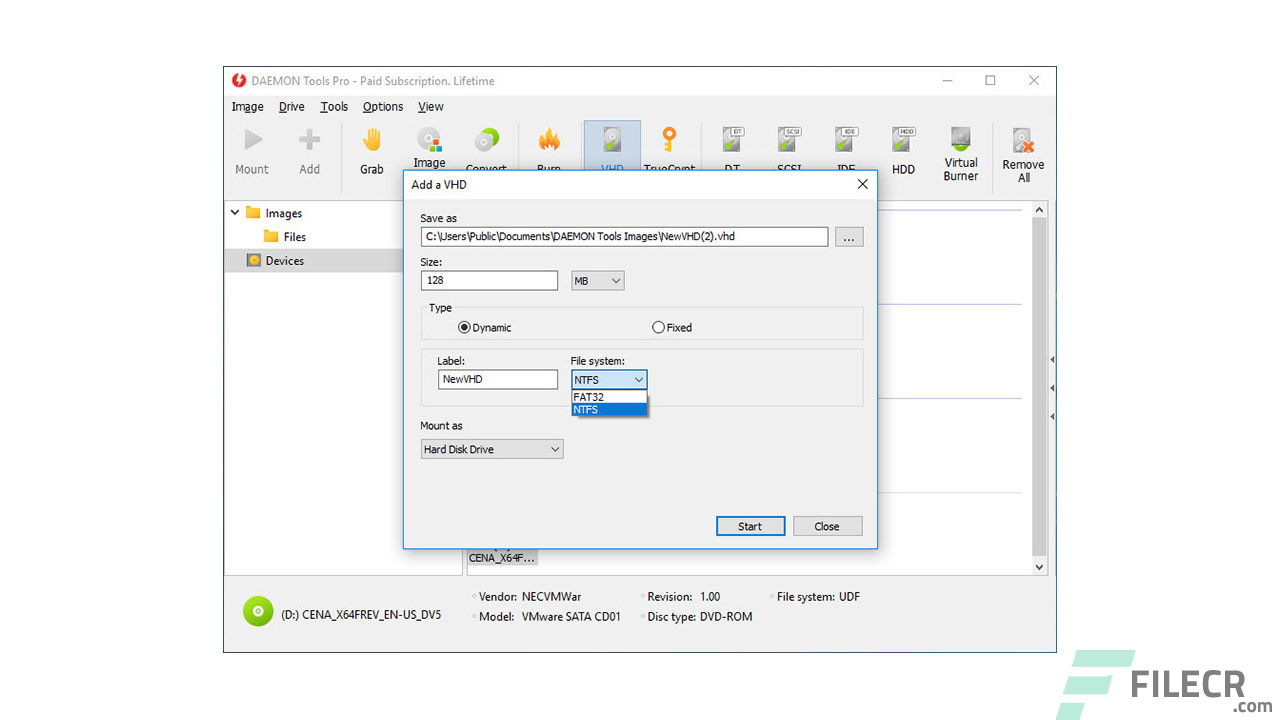 DAEMON Tools Pro - Paid Subscription. Lifetime
Image Drive Tools Options View
Mount Add Grab Image Convert Burn VHD TrueCrypt DT SCSI IDE HDD Virtual Burner Remove All
DT SCSI IDE HDD
Images
Files
Devices
Add a VHD
Save as
C:\Users\Public\Documents\DAEMON Tools Images\NewVHD(2).vhd
...
Size:
128 MB
Type
Dynamic Fixed
Label: File system:
NewVHD NTFS
FAT32
NTFS
Mount as
Hard Disk Drive
Start Close
CENA_X64F...
(D:) CENA_X64FREV_EN-US_DV5
Vendor: NECVMWar Revision: 1.00 File system: UDF
Model: VMware SATA CD01 Disc type: DVD-ROM
FILECR
.com